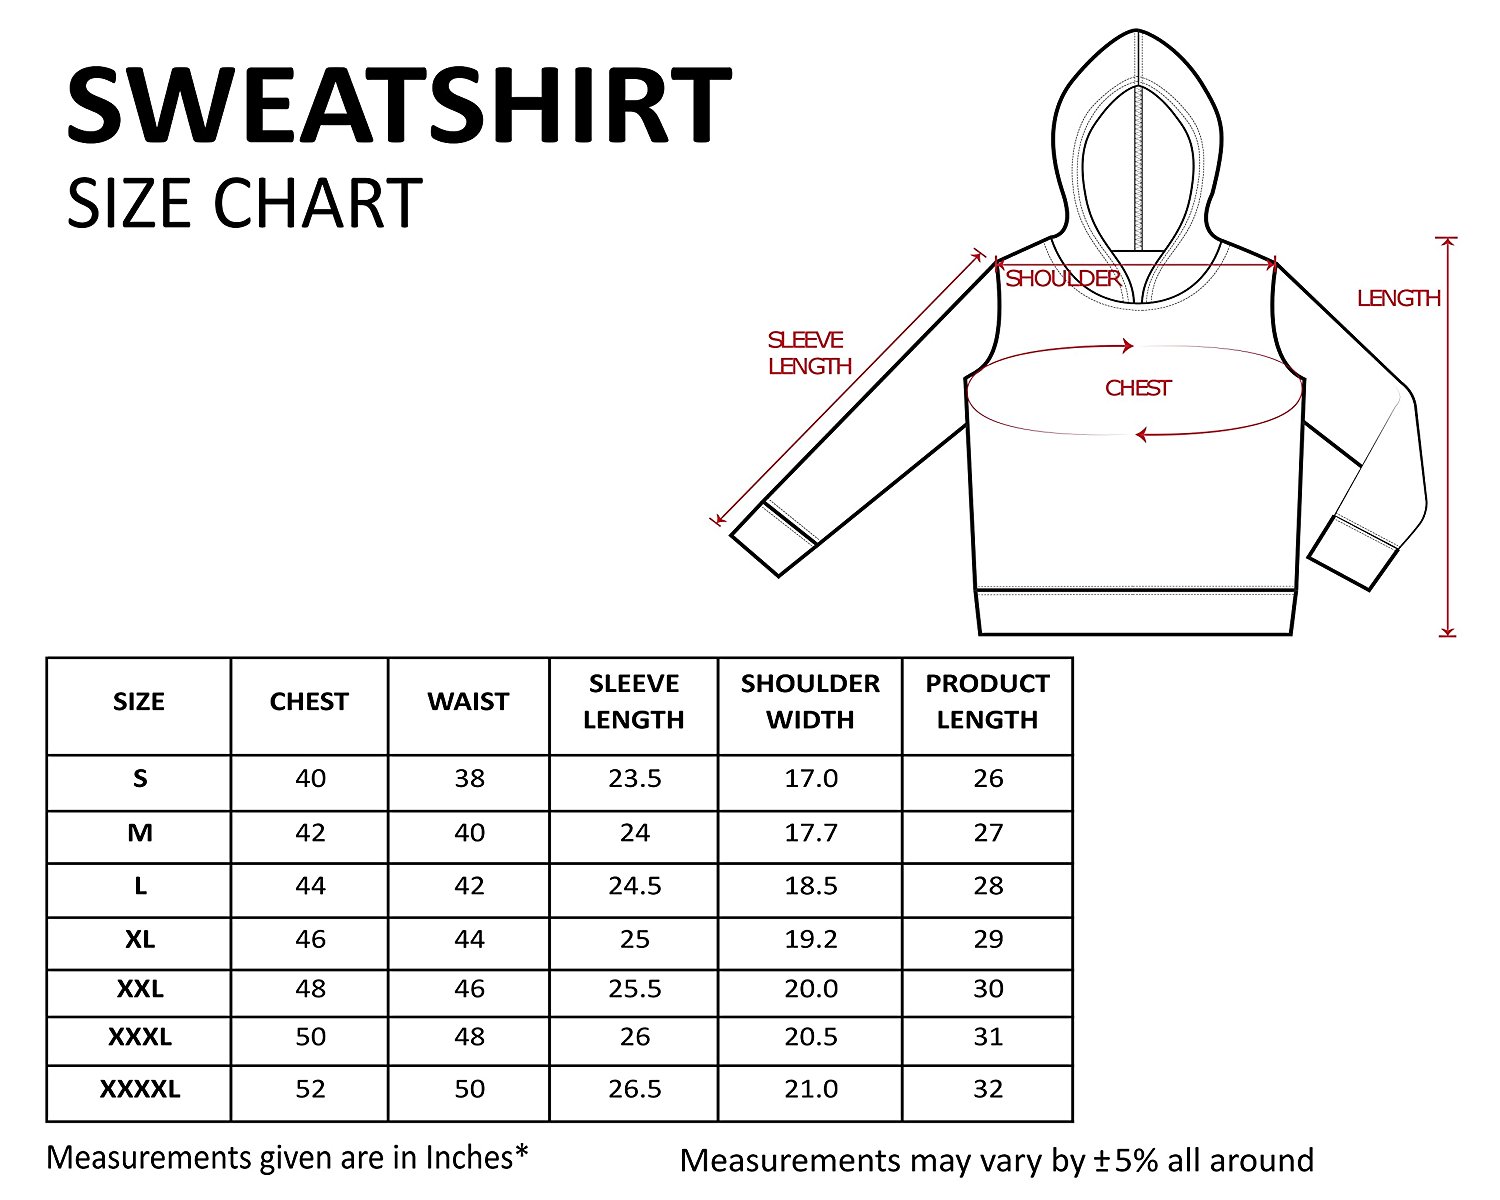 SWEATSHIRT
SIZE CHART
SHOULDER
LENGTH
SLEEVE
LENGTH
CHEST
SIZE CHEST WAIST SLEEVE LENGTH SHOULDER WIDTH PRODUCT LENGTH
S 40 38 23.5 17.0 26
M 42 40 24 17.7 27
L 44 42 24.5 18.5 28
XL 46 44 25 19.2 29
XXL 48 46 25.5 20.0 30
XXXL 50 48 26 20.5 31
XXXXL 52 50 26.5 21.0 32
Measurements given are in Inches*
Measurements may vary by ±5% all around